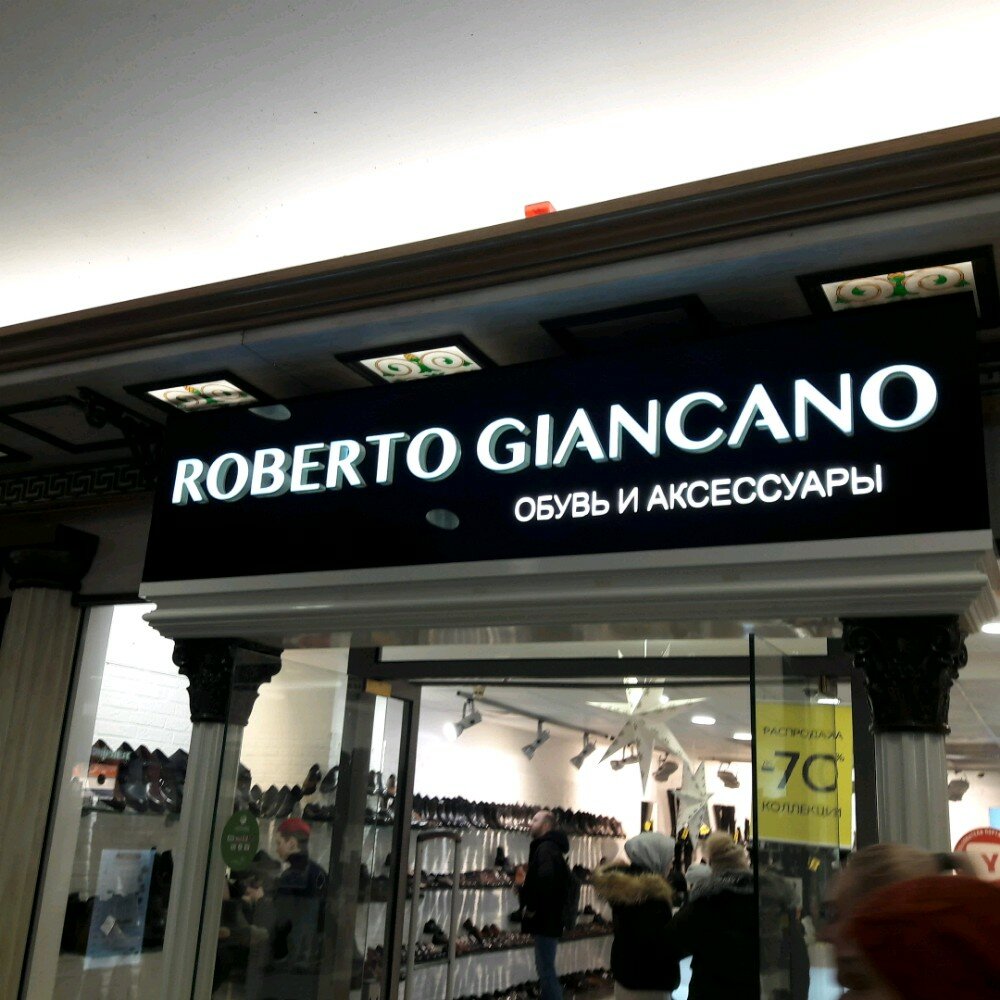 ROBERTO GIANCANO
ОБУВЬ И АКСЕССУАРЫ
РАСПРОДАЖА
-70%
КОЛЛЕКЦИИ